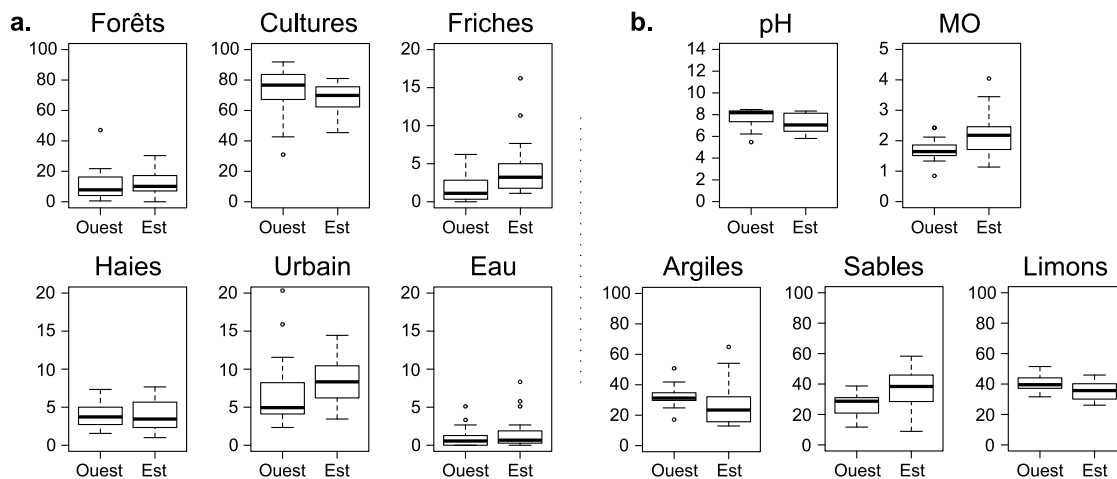 a.
Forêts Cultures Friches
100 100 20
80 80 15
60 60 10
40 40 5
20 20 0
0 0
Ouest Est Ouest Est Ouest Est
Haies Urbain Eau
20 20 20
15 15 15
10 10 10
5 5 5
0 0 0
Ouest Est Ouest Est Ouest Est
b.
pH MO
14 5
12 4
10 3
8 2
6 1
4 0
2
0
Ouest Est Ouest Est
Argiles Sables Limons
100 100 100
80 80 80
60 60 60
40 40 40
20 20 20
0 0 0
Ouest Est Ouest Est Ouest Est